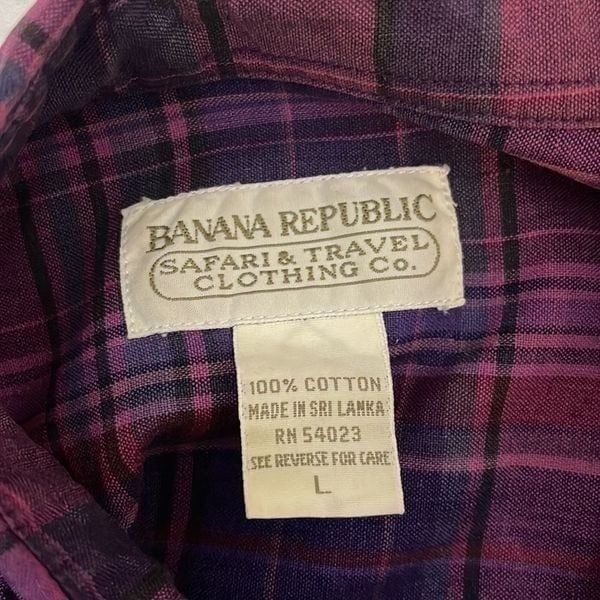 BANANA REPUBLIC
SAFARI & TRAVEL
CLOTHING Co.
100% COTTON
MADE IN SRI LANKA
RN 54023
SEE REVERSE FOR CARE
L